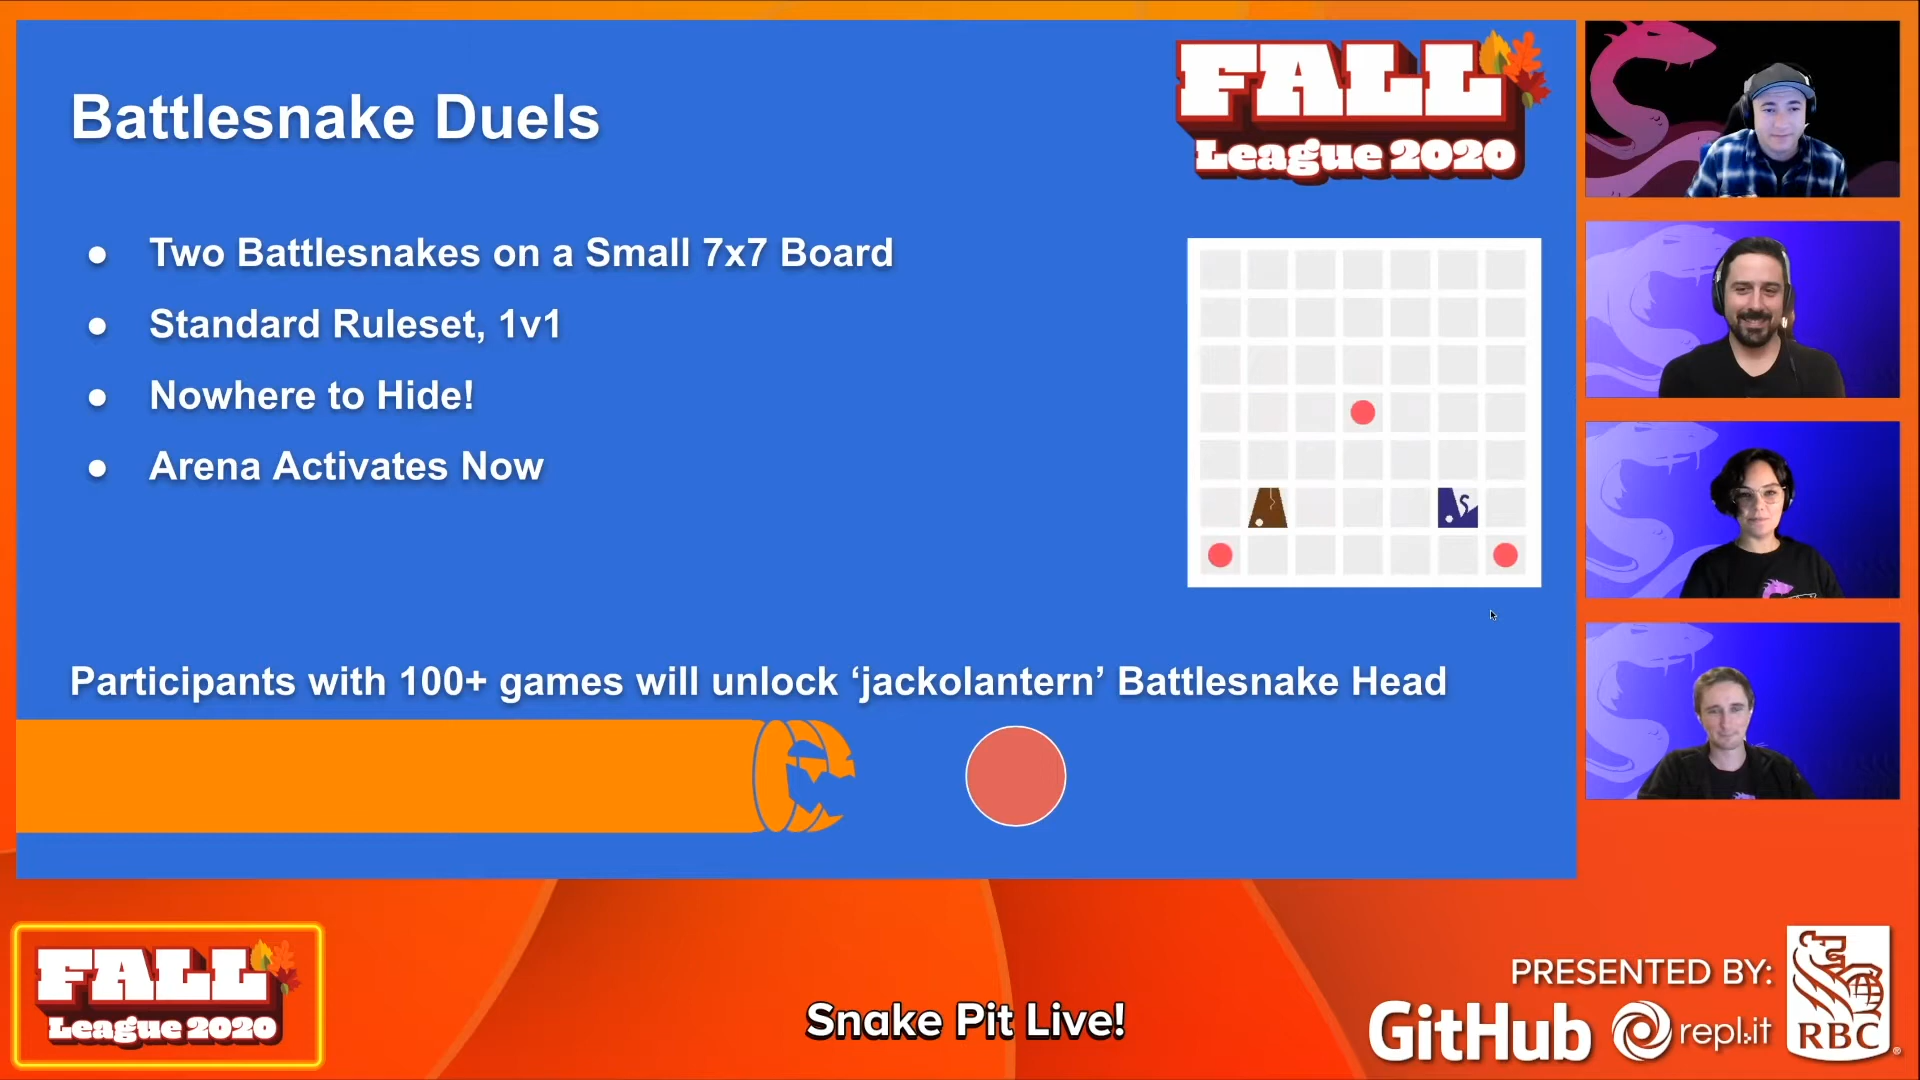 Battlesnake Duels
FALL
League 2020
Two Battlesnakes on a Small 7x7 Board
Standard Ruleset, 1v1
Nowhere to Hide!
Arena Activates Now
Participants with 100+ games will unlock ‘jackolantern’ Battlesnake Head
FALL
League 2020
Snake Pit Live!
PRESENTED BY:
GitHub
repl.it
RBC